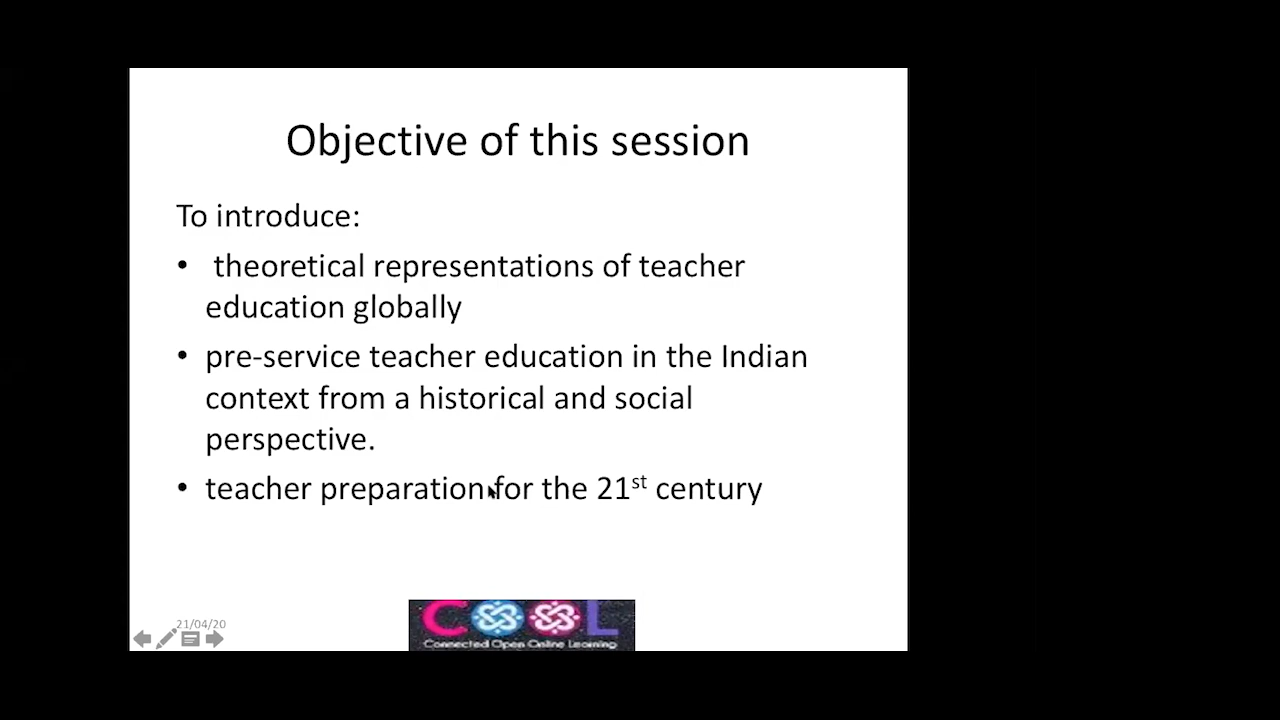 Objective of this session
To introduce:
• theoretical representations of teacher
education globally
• pre-service teacher education in the Indian
context from a historical and social
perspective.
• teacher preparation for the 21st century
21/04/20
COOL
Connected Open Online Learning